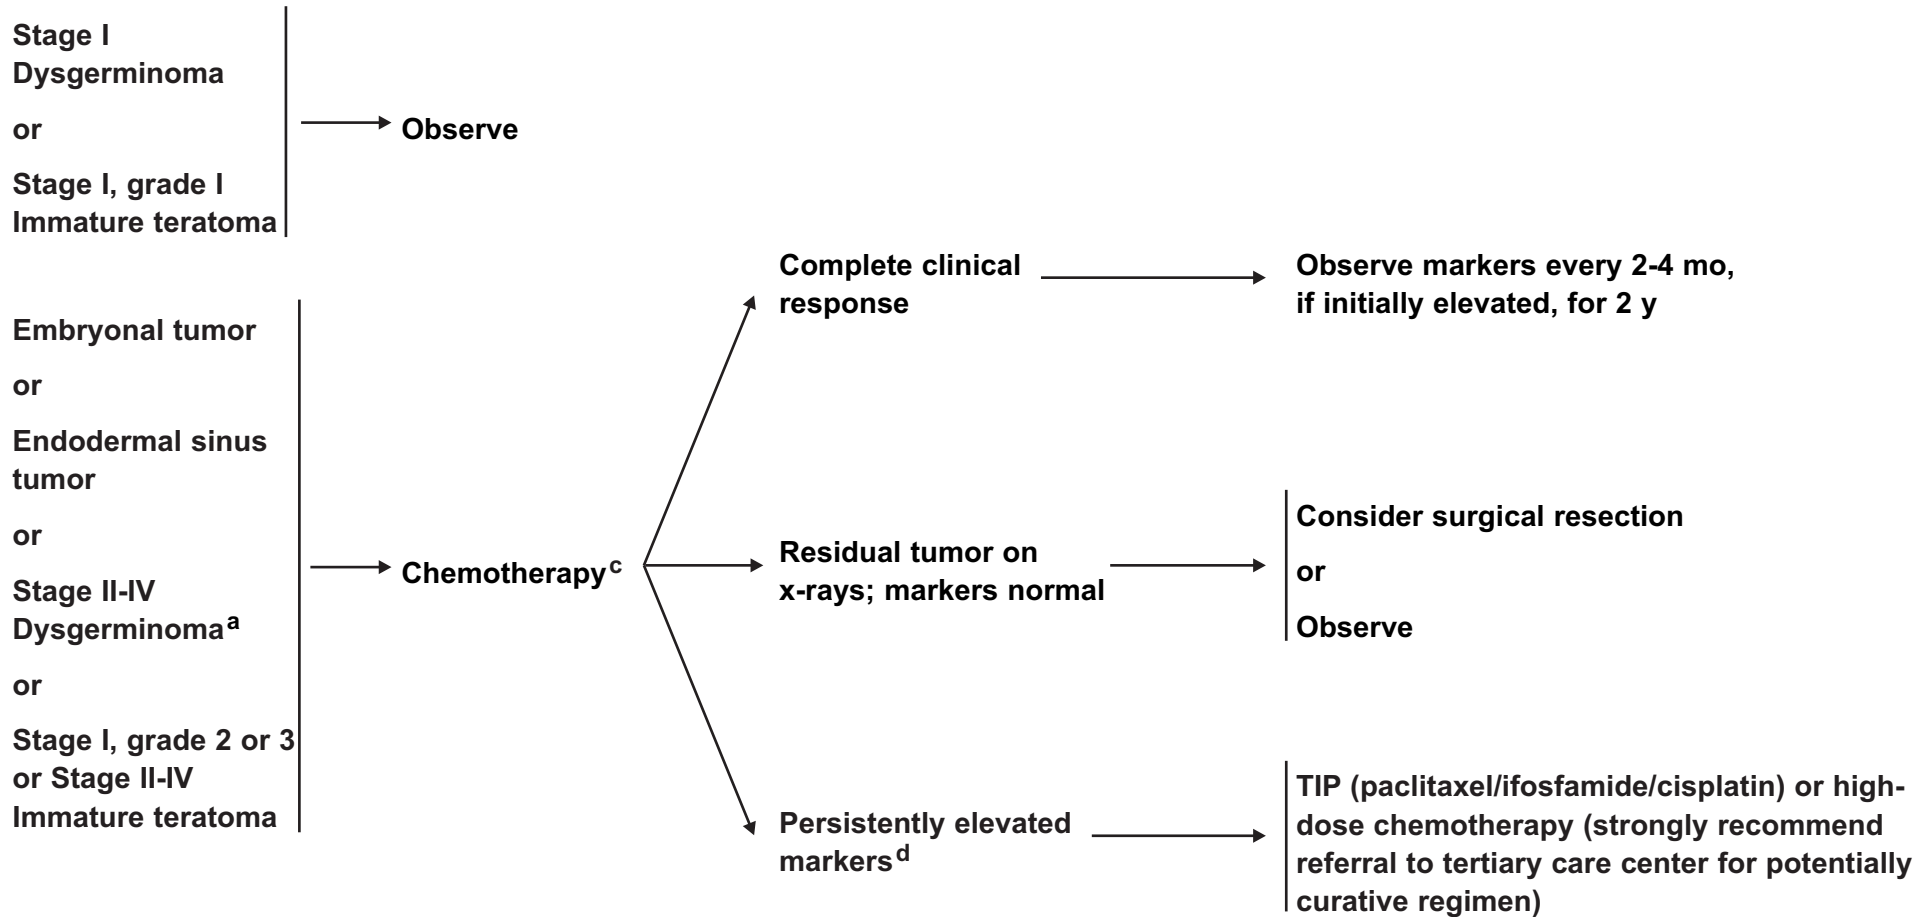 Stage I
Dysgerminoma
or
Stage I, grade I
Immature teratoma
Observe
Embryonal tumor
or
Endodermal sinus
tumor
or
Stage II-IV
Dysgerminomaa
or
Stage I, grade 2 or 3
or Stage II-IV
Immature teratoma
Chemotherapyc
Complete clinical
response
Observe markers every 2-4 mo,
if initially elevated, for 2 y
Residual tumor on
x-rays; markers normal
Consider surgical resection
or
Observe
Persistently elevated
markersd
TIP (paclitaxel/ifosfamide/cisplatin) or high-
dose chemotherapy (strongly recommend
referral to tertiary care center for potentially
curative regimen)